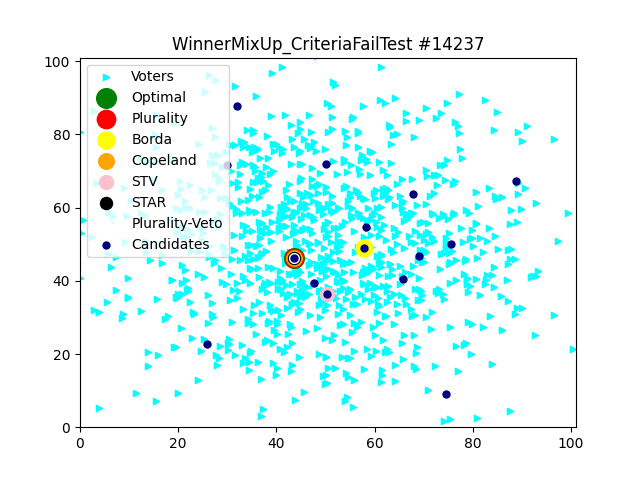 WinnerMixUp_CriteriaFailTest #14237
100
80
60
40
20
0
Voters
Optimal
Plurality
Borda
Copeland
STV
STAR
Plurality-Veto
Candidates
0 20 40 60 80 100